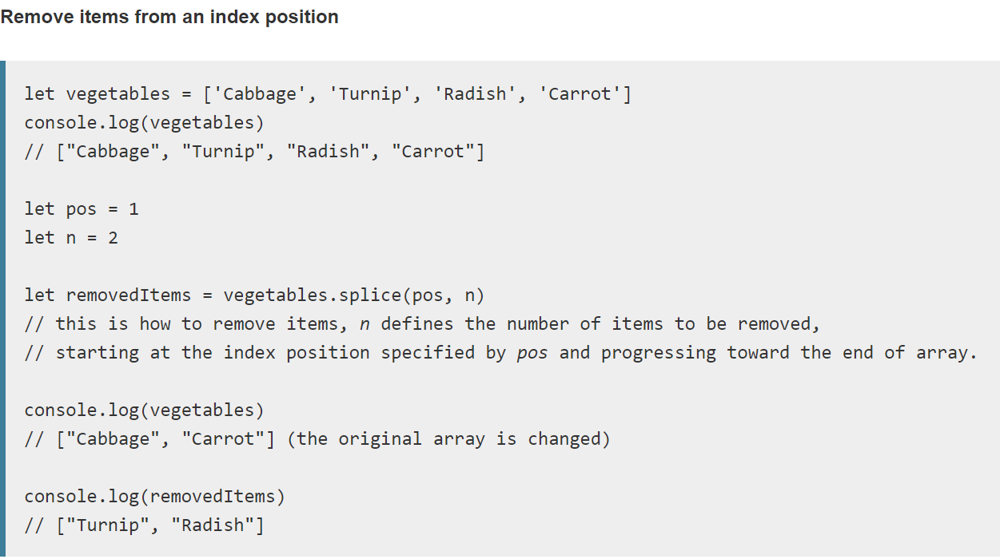 Remove items from an index position
let vegetables = ['Cabbage', 'Turnip', 'Radish', 'Carrot']
console.log(vegetables)
// ["Cabbage", "Turnip", "Radish", "Carrot"]
let pos = 1
let n = 2
let removedItems = vegetables.splice(pos, n)
// this is how to remove items, n defines the number of items to be removed,
// starting at the index position specified by pos and progressing toward the end of array.
console.log(vegetables)
// ["Cabbage", "Carrot"] (the original array is changed)
console.log(removedItems)
// ["Turnip", "Radish"]